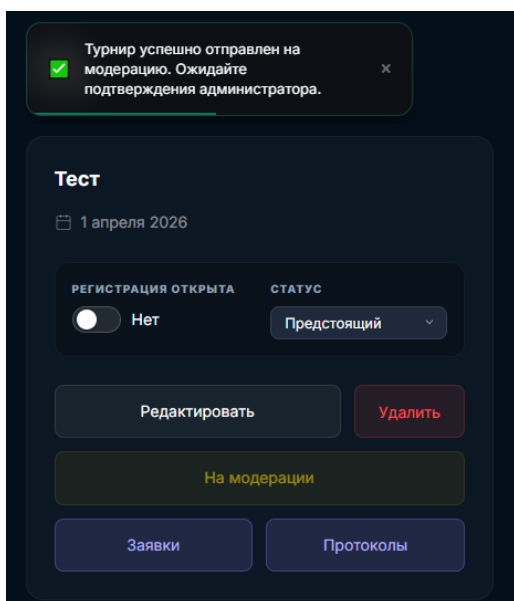 Турнир успешно отправлен на
модерацию. Ожидайте
подтверждения администратора.
×
Тест
1 апреля 2026
РЕГИСТРАЦИЯ ОТКРЫТА
СТАТУС
Нет
Предстоящий
Редактировать
Удалить
На модерации
Заявки
Протоколы